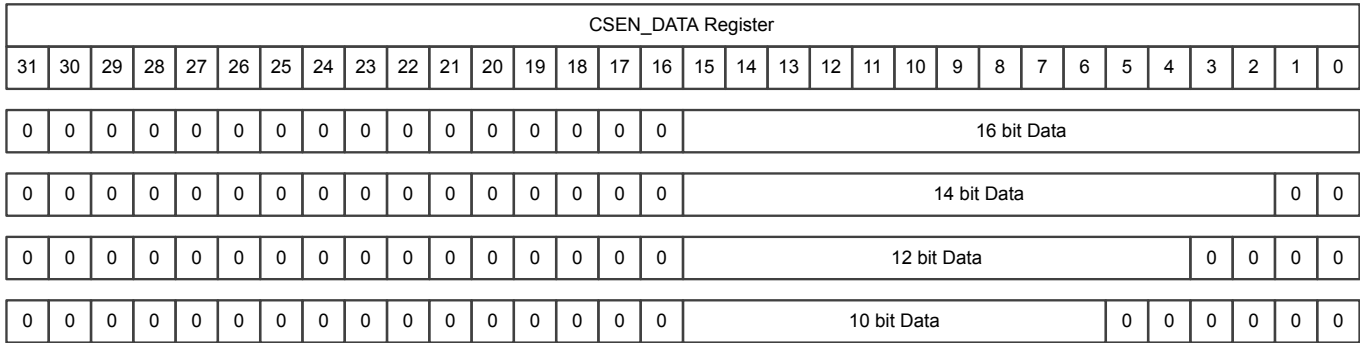 CSEN_DATA Register
31 30 29 28 27 26 25 24 23 22 21 20 19 18 17 16 15 14 13 12 11 10 9 8 7 6 5 4 3 2 1 0
0 0 0 0 0 0 0 0 0 0 0 0 0 0 0 0 16 bit Data
0 0 0 0 0 0 0 0 0 0 0 0 0 0 0 0 14 bit Data 0 0
0 0 0 0 0 0 0 0 0 0 0 0 0 0 0 0 12 bit Data 0 0 0 0
0 0 0 0 0 0 0 0 0 0 0 0 0 0 0 0 10 bit Data 0 0 0 0 0 0